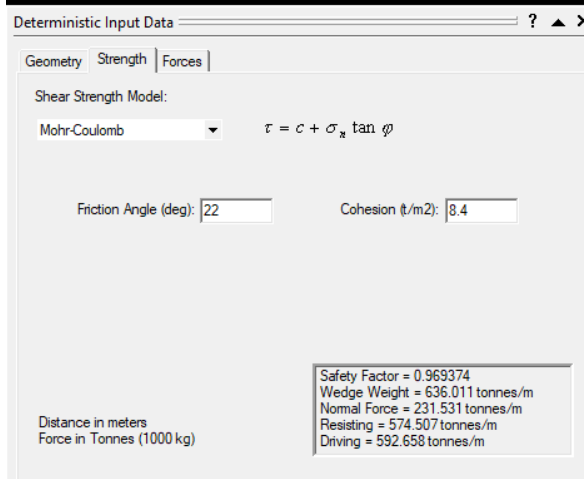 Deterministic Input Data ? ▲ X
Geometry Strength Forces
Shear Strength Model:
Mohr-Coulomb τ = c + σn tan φ
Friction Angle (deg): 22 Cohesion (t/m2): 8.4
Safety Factor = 0.969374
Wedge Weight = 636.011 tonnes/m
Normal Force = 231.531 tonnes/m
Resisting = 574.507 tonnes/m
Driving = 592.658 tonnes/m
Distance in meters
Force in Tonnes (1000 kg)